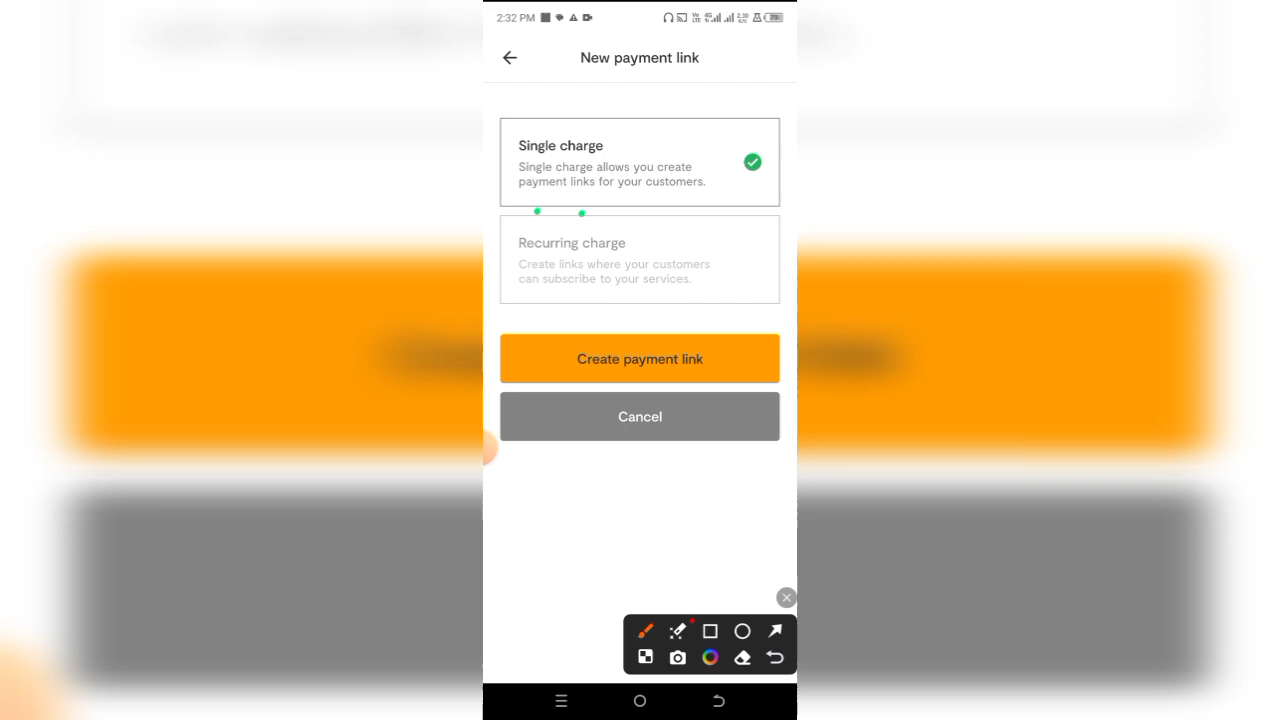 2:32 PM
New payment link
Single charge
Single charge allows you create
payment links for your customers.
Recurring charge
Create links where your customers
can subscribe to your services.
Create payment link
Cancel